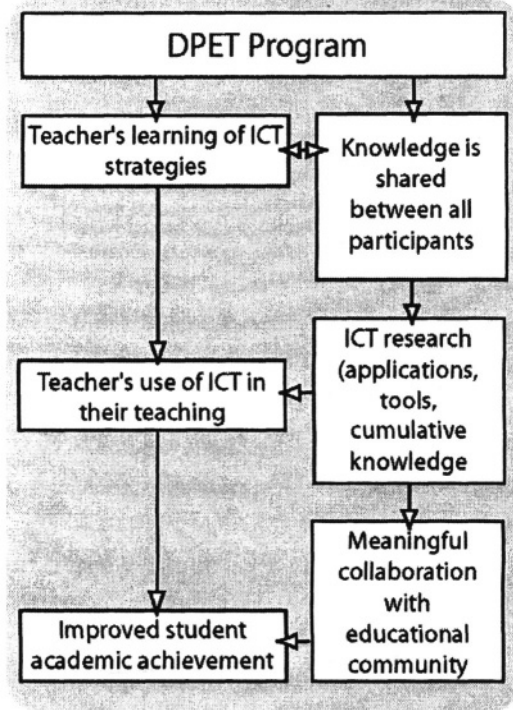 DPET Program
Teacher's learning of ICT
strategies
Knowledge is
shared
between all
participants
ICT research
(applications,
tools,
cumulative
knowledge
Teacher's use of ICT in
their teaching
Meaningful
collaboration
with
educational
community
Improved student
academic achievement